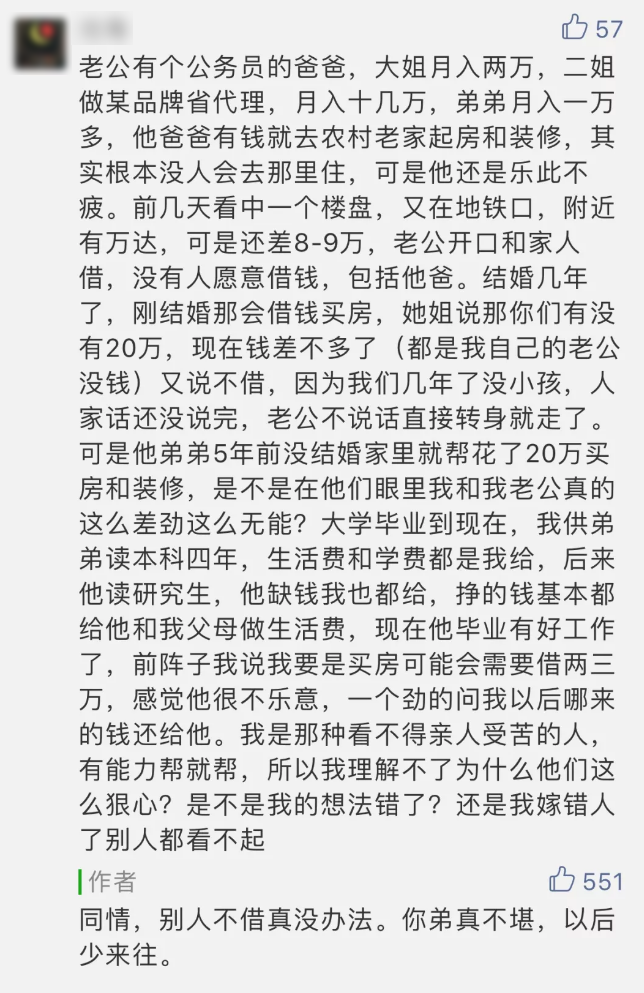 57
老公有个公务员的爸爸，大姐月入两万，二姐
做某品牌省代理，月入十几万，弟弟月入一万
多，他爸爸有钱就去农村老家起房和装修，其
实根本没人会去那里住，可是他还是乐此不
疲。前几天看中一个楼盘，又在地铁口，附近
有万达，可是还差8-9万，老公开口和家人
借，没有人愿意借钱，包括他爸。结婚几年
了，刚结婚那会借钱买房，她姐说那你们有没
有20万，现在钱差不多了（都是我自己的老公
没钱）又说不借，因为我们几年了没小孩，人
家话还没说完，老公不说话直接转身就走了。
可是他弟弟5年前没结婚家里就帮花了20万买
房和装修，是不是在他们眼里我和我老公真的
这么差劲这么无能？大学毕业到现在，我供弟
弟读本科四年，生活费和学费都是我给，后来
他读研究生，他缺钱我也都给，挣的钱基本都
给他和我父母做生活费，现在他毕业有好工作
了，前阵子我说我要是买房可能会需要借两三
万，感觉他很不乐意，一个劲的问我以后哪来
的钱还给他。我是那种看不得亲人受苦的人，
有能力帮就帮，所以我理解不了为什么他们这
么狠心？是不是我的想法错了？还是我嫁错人
了别人都看不起
作者
551
同情，别人不借真没办法。你弟真不堪，以后
少来往。